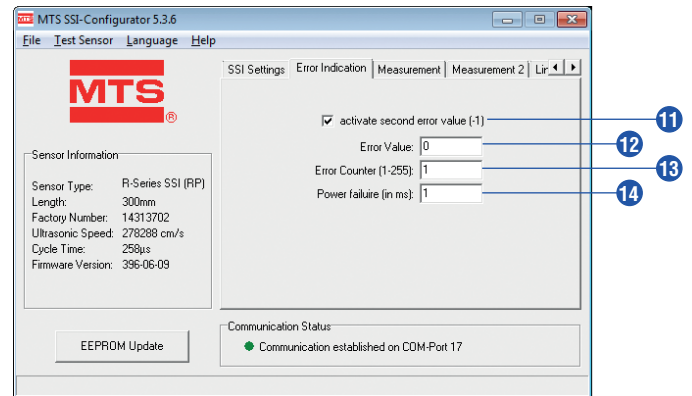 MTS SSI-Configurator 5.3.6
File Test Sensor Language Help
MTS
®
Sensor Information
Sensor Type: R-Series SSI (RP)
Length: 300mm
Factory Number: 14313702
Ultrasonic Speed: 278288 cm/s
Cycle Time: 258µs
Firmware Version: 396-06-09
EEPROM Update
SSI Settings Error Indication Measurement Measurement 2 Lir
activate second error value (-1)
Error Value: 0
Error Counter (1-255): 1
Power failuire (in ms): 1
Communication Status
Communication established on COM-Port 17
11
12
13
14